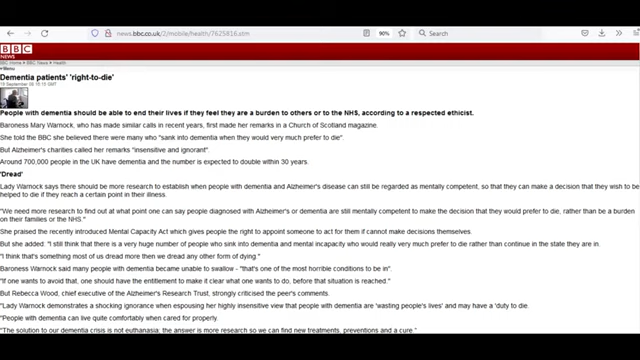 news.bbc.co.uk/2/mobile/health/7625816.stm
90%
Search
BBC
NEWS
BBC Home > BBC News > Health
Menu
Dementia patients' 'right-to-die'
People with dementia should be able to end their lives if they feel they are a burden to others or to the NHS, according to a respected ethicist.
Baroness Mary Warnock, who has made similar calls in recent years, first made her remarks in a Church of Scotland magazine.
She told the BBC she believed there were many who "sank into dementia when they would very much prefer to die".
But Alzheimer's charities called her remarks "insensitive and ignorant".
Around 700,000 people in the UK have dementia and the number is expected to double within 30 years.
'Dread'
Lady Warnock says there should be more research to establish when people with dementia and Alzheimer's disease can still be regarded as mentally competent, so that they can make a decision that they wish to be
helped to die if they reach a certain point in their illness.
"We need more research to find out at what point one can say people diagnosed with Alzheimer's or dementia are still mentally competent to make the decision that they would prefer to die, rather than be a burden
on their families or the NHS."
She praised the recently introduced Mental Capacity Act which gives people the right to appoint someone to act for them if cannot make decisions themselves.
But she added: "I still think that there is a very huge number of people who sink into dementia and mental incapacity who would really very much prefer to die rather than continue in the state they are in.
"I think that's something most of us dread more then we dread any other form of dying."
Baroness Warnock said many people with dementia became unable to swallow - "that's one of the most horrible conditions to be in".
"If one wants to avoid that, one should have the entitlement to make it clear what one wants to do, before that situation is reached."
But Rebecca Wood, chief executive of the Alzheimer's Research Trust, strongly criticised the peer's comments.
"Lady Warnock demonstrates a shocking ignorance when espousing her highly insensitive view that people with dementia are 'wasting people's lives' and may have a 'duty to die'.
"People with dementia can live quite comfortably when cared for properly.
"The solution to our dementia crisis is not euthanasia; the answer is more research so we can find new treatments, preventions and a cure."